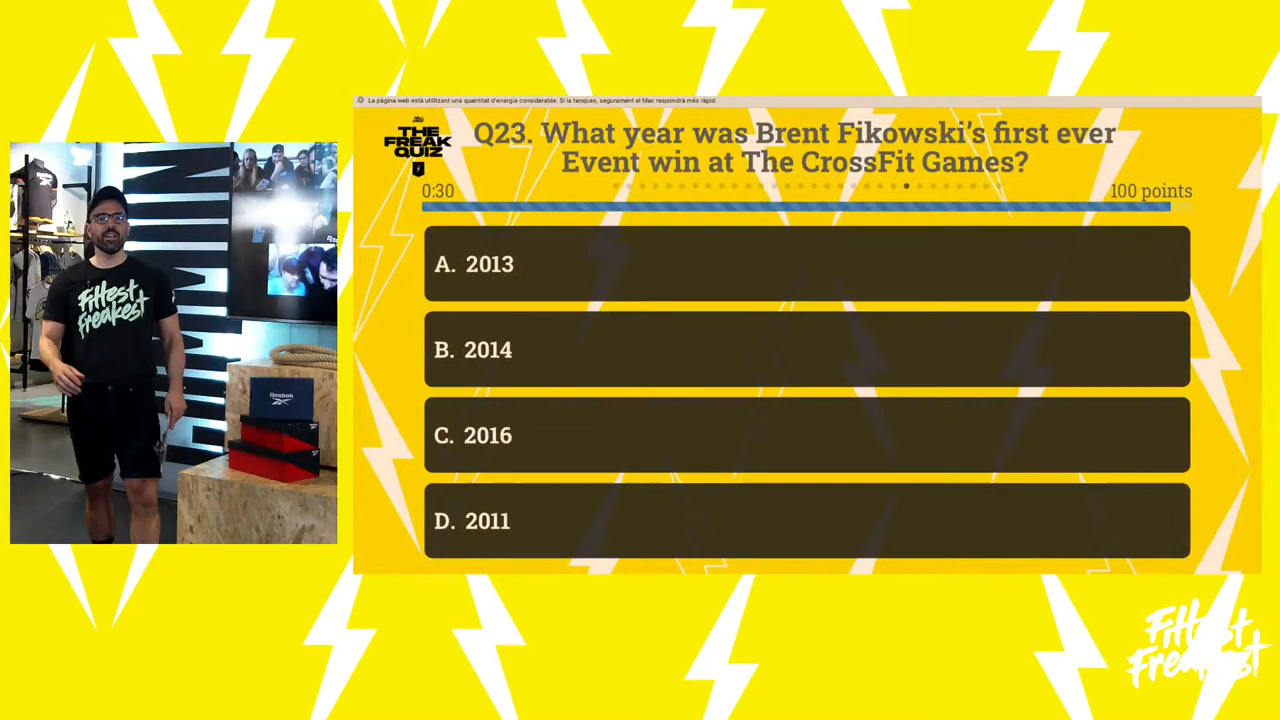 La pàgina web està utilitzant una quantitat d'energia considerable. Si la tanques, segurament el Mac respondrà més ràpid.
THE
FREAK
QUIZ
Q23. What year was Brent Fikowski's first ever
Event win at The CrossFit Games?
0:30
100 points
A. 2013
B. 2014
C. 2016
D. 2011
Fittest
Freakest
Reebok
Fittest
Freakest